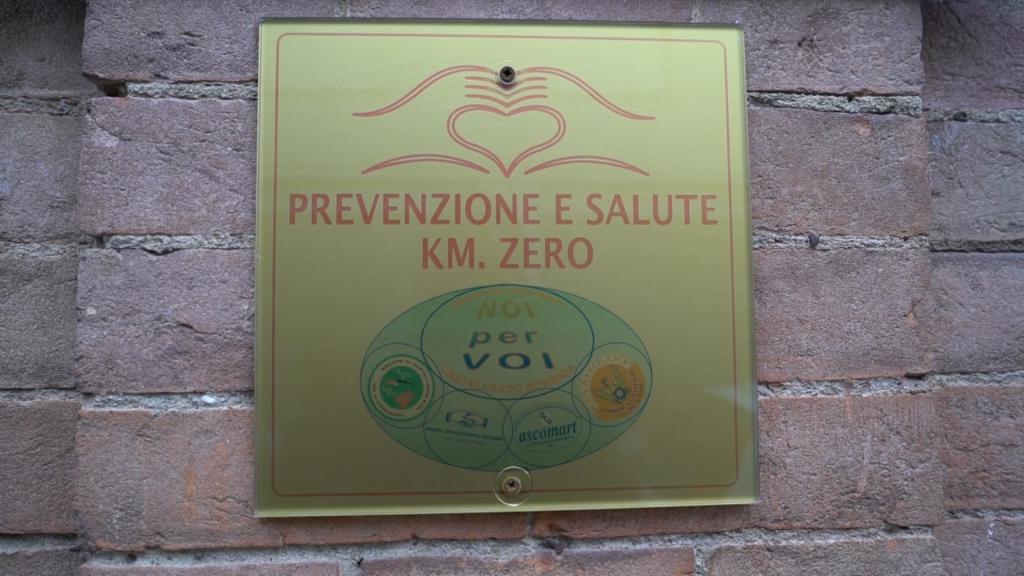 PREVENZIONE E SALUTE
KM. ZERO
NOI
per
VOI
CASTELLAZZO BORMIDA
ascomart